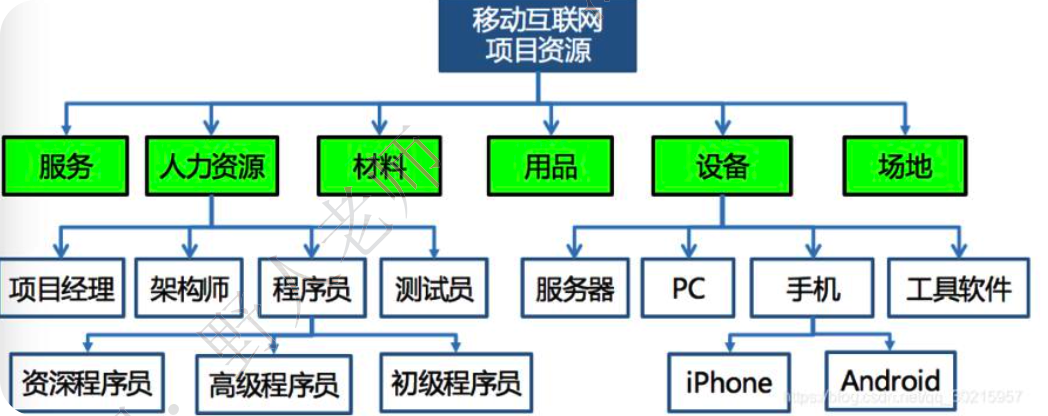 移动互联网
项目资源
服务
人力资源
材料
用品
设备
场地
项目经理
架构师
程序员
测试员
服务器
PC
手机
工具软件
资深程序员
高级程序员
初级程序员
iPhone
Android
野人老师
https://blog.csdn.net/qq_30215957